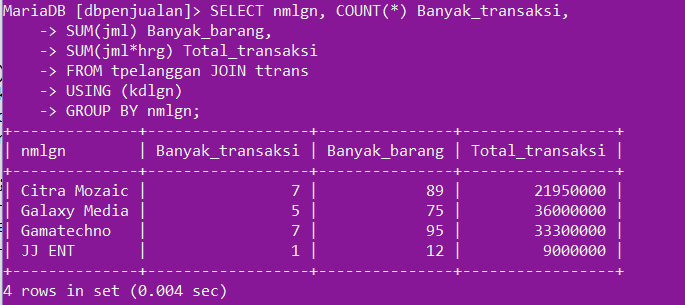 MariaDB [dbpenjualan]> SELECT nmlgn, COUNT(*) Banyak_transaksi,
    -> SUM(jml) Banyak_barang,
    -> SUM(jml*hrg) Total_transaksi
    -> FROM tpelanggan JOIN ttrans
    -> USING (kdlgn)
    -> GROUP BY nmlgn;
+--------------+------------------+---------------+-----------------+
| nmlgn        | Banyak_transaksi | Banyak_barang | Total_transaksi |
+--------------+------------------+---------------+-----------------+
| Citra Mozaic |                7 |            89 |        21950000 |
| Galaxy Media |                5 |            75 |        36000000 |
| Gamatechno   |                7 |            95 |        33300000 |
| JJ ENT       |                1 |            12 |         9000000 |
+--------------+------------------+---------------+-----------------+
4 rows in set (0.004 sec)